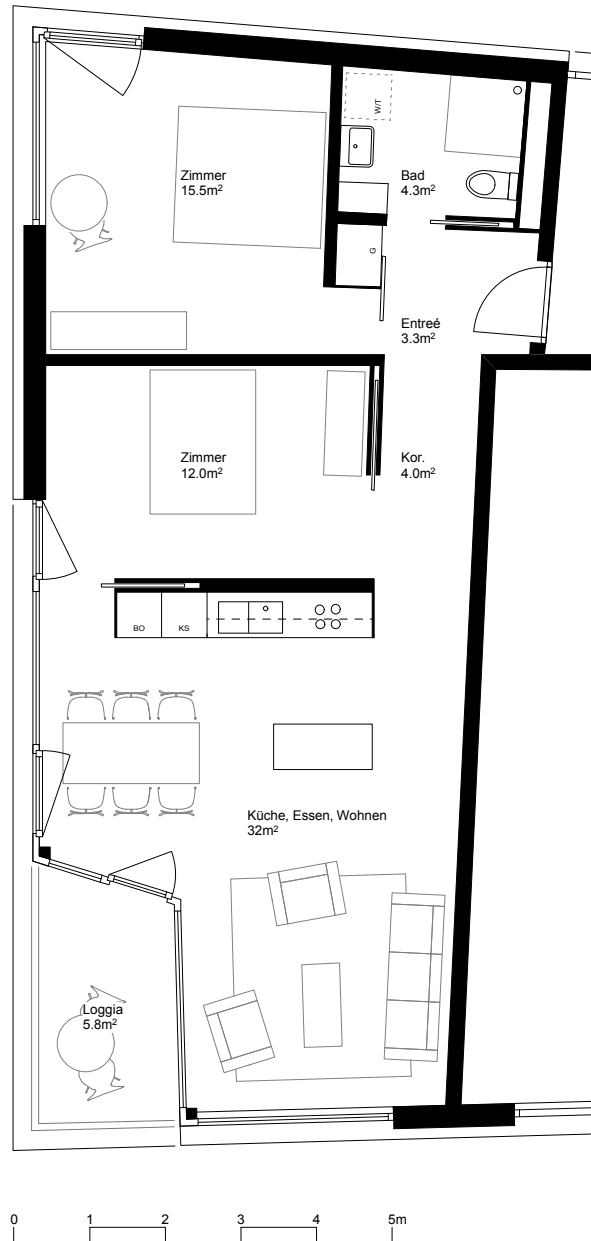 W/T
Zimmer
15.5m²
Bad
4.3m²
G
Entreé
3.3m²
Zimmer
12.0m²
Kor.
4.0m²
BO
KS
Küche, Essen, Wohnen
32m²
Loggia
5.8m²
0 1 2 3 4 5m